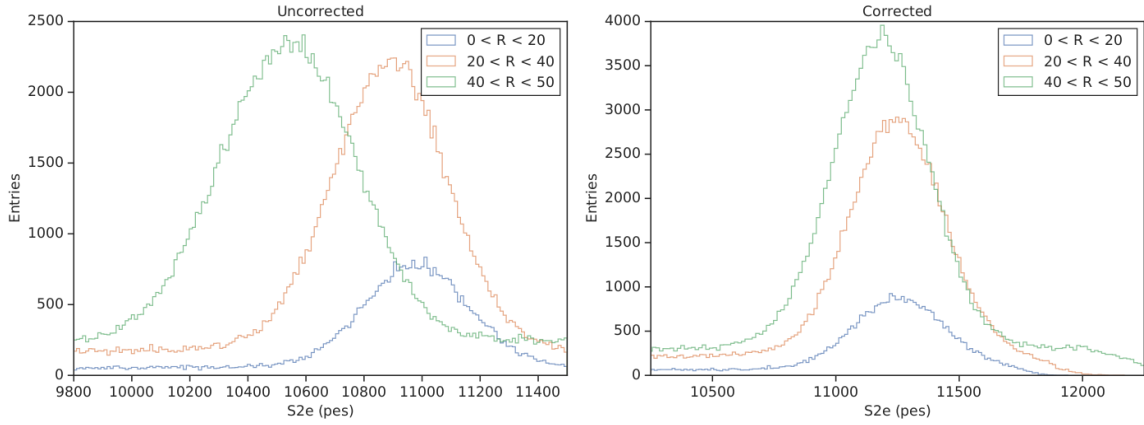 Uncorrected
2500
2000
1500
1000
500
0
Entries
9800 10000 10200 10400 10600 10800 11000 11200 11400
S2e (pes)
0 < R < 20
20 < R < 40
40 < R < 50
Corrected
4000
3500
3000
2500
2000
1500
1000
500
0
Entries
10500 11000 11500 12000
S2e (pes)
0 < R < 20
20 < R < 40
40 < R < 50